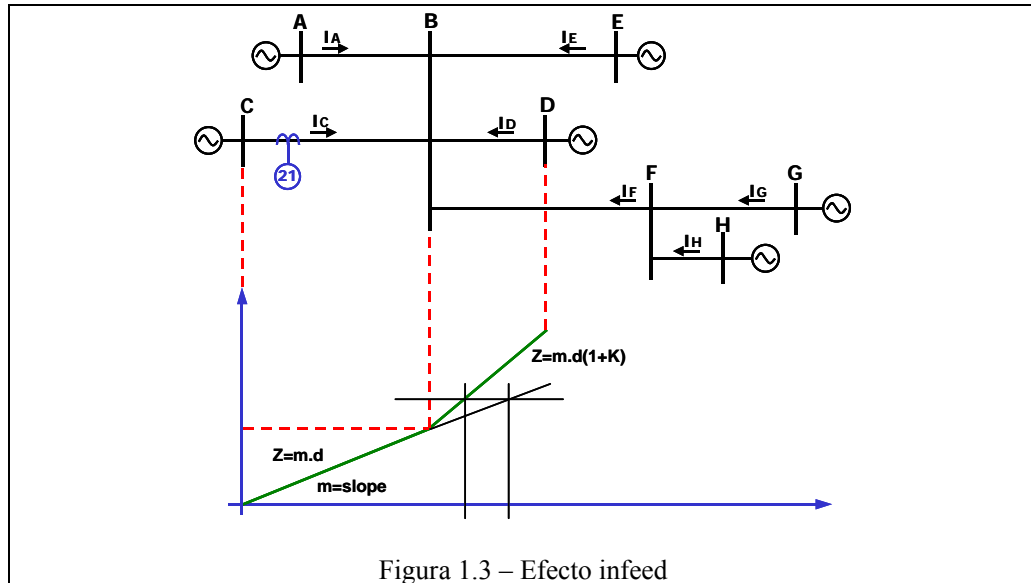 A
B
E
IA
IE
C
D
IC
ID
21
F
G
IF
IG
H
IH
Z=m.d(1+K)
Z=m.d
m=slope
Figura 1.3 – Efecto infeed